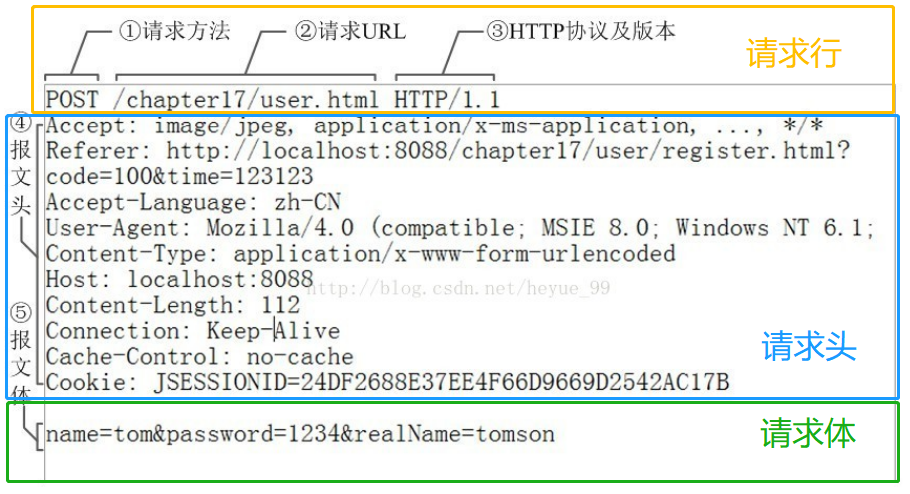 ①请求方法 ②请求URL ③HTTP协议及版本
请求行
POST /chapter17/user.html HTTP/1.1
④报文头
Accept: image/jpeg, application/x-ms-application, ..., */*
Referer: http://localhost:8088/chapter17/user/register.html?
code=100&time=123123
Accept-Language: zh-CN
User-Agent: Mozilla/4.0 (compatible; MSIE 8.0; Windows NT 6.1;
Content-Type: application/x-www-form-urlencoded
Host: localhost:8088
http://blog.csdn.net/heyue_99
Content-Length: 112
Connection: Keep-Alive
Cache-Control: no-cache
Cookie: JSESSIONID=24DF2688E37EE4F66D9669D2542AC17B
请求头
⑤报文体
name=tom&password=1234&realName=tomson
请求体